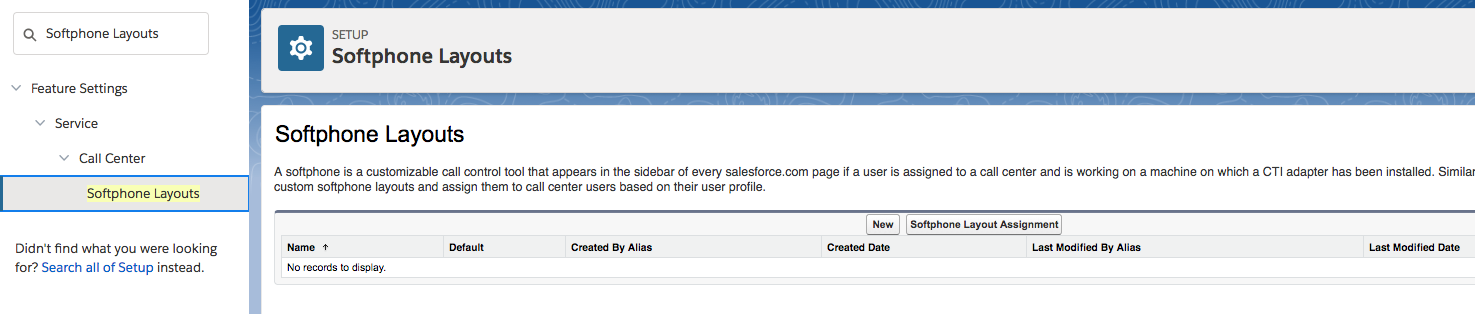 Softphone Layouts
Feature Settings
Service
Call Center
Softphone Layouts
Didn't find what you were looking
for? Search all of Setup instead.
SETUP
Softphone Layouts
Softphone Layouts
A softphone is a customizable call control tool that appears in the sidebar of every salesforce.com page if a user is assigned to a call center and is working on a machine on which a CTI adapter has been installed. Similar
custom softphone layouts and assign them to call center users based on their user profile.
New Softphone Layout Assignment
Name ↑ Default Created By Alias Created Date Last Modified By Alias Last Modified Date
No records to display.